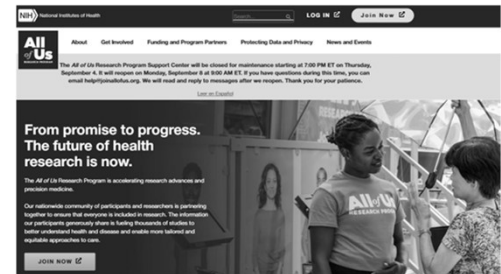 NIH National Institutes of Health
Search...
LOG IN
Join Now
All of Us
RESEARCH PROGRAM
About Get Involved Funding and Program Partners Protecting Data and Privacy News and Events
The All of Us Research Program Support Center will be closed for maintenance starting at 7:00 PM ET on Thursday,
September 4. It will reopen on Monday, September 8 at 9:00 AM ET. If you have questions during this time, you can
email help@joinallofus.org. We will read and reply to messages after we reopen. Thank you for your patience.
Leer en Español
From promise to progress.
The future of health
research is now.
The All of Us Research Program is accelerating research advances and
precision medicine.
Our nationwide community of participants and researchers is partnering
together to ensure that everyone is included in research. The information
our participants generously share is fueling thousands of studies to
better understand health and disease and enable more tailored and
equitable approaches to care.
JOIN NOW
RESEARCH
All of Us
RESEARCH PROGRAM